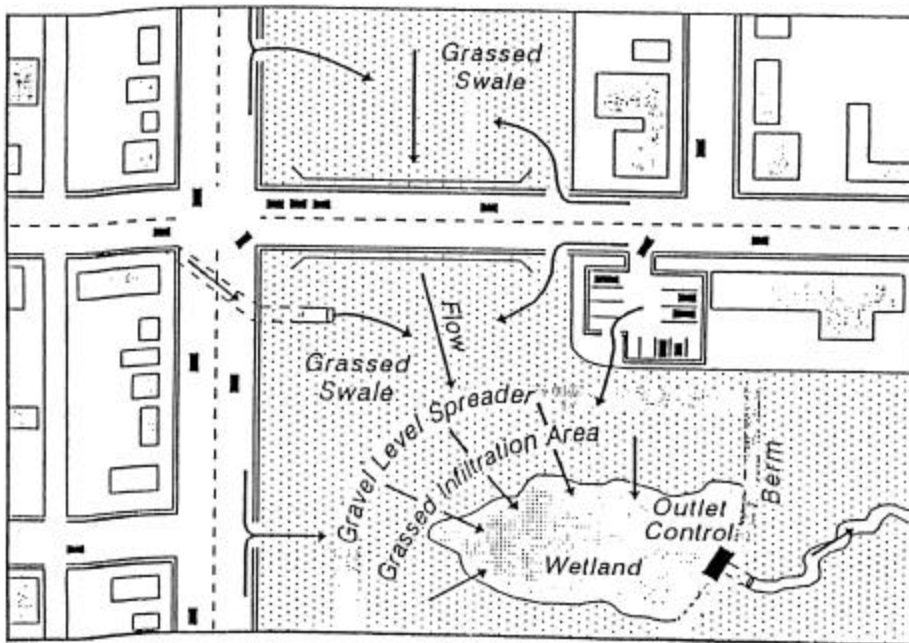 Grassed
Swale
Flow
Grassed
Swale
Gravel Level Spreader
Grassed Infiltration Area
Berm
Outlet
Control
Wetland